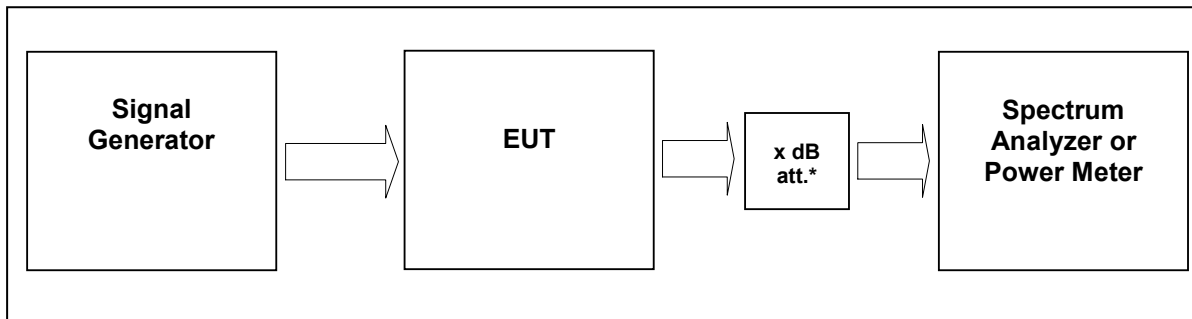 Signal
Generator
EUT
x dB
att.*
Spectrum
Analyzer or
Power Meter